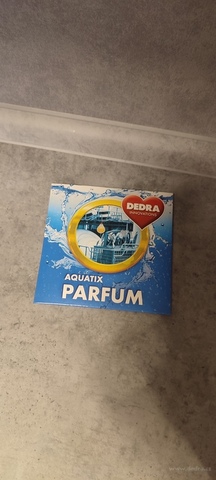 DEDRA
INNOVATIONS
AQUATIX
PARFUM